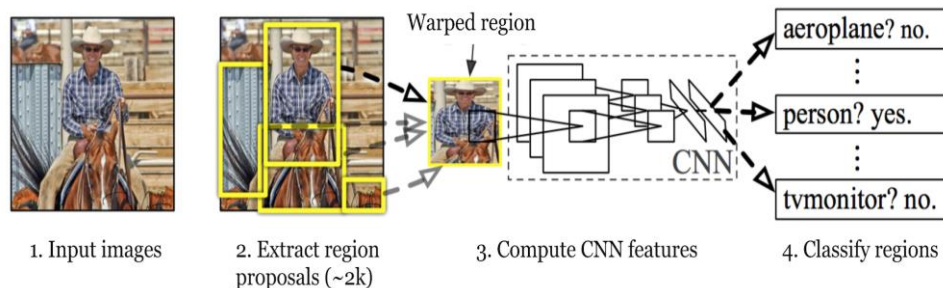 Warped region
aeroplane? no.
⋮
person? yes.
⋮
CNN
tvmonitor? no.
1. Input images
2. Extract region
proposals (~2k)
3. Compute CNN features
4. Classify regions